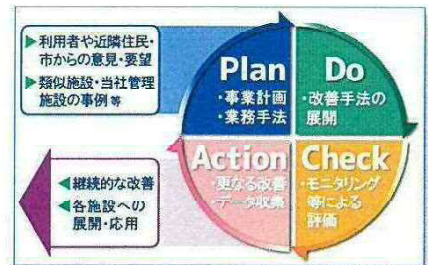 ▶利用者や近隣住民・
市からの意見・要望
▶類似施設・当社管理
施設の事例 等
Plan
・事業計画
・業務手法
Do
・改善手法の
展開
Action
・更なる改善
・データ収集
Check
・モニタリング
等による
評価
◀継続的な改善
◀各施設への
展開・応用